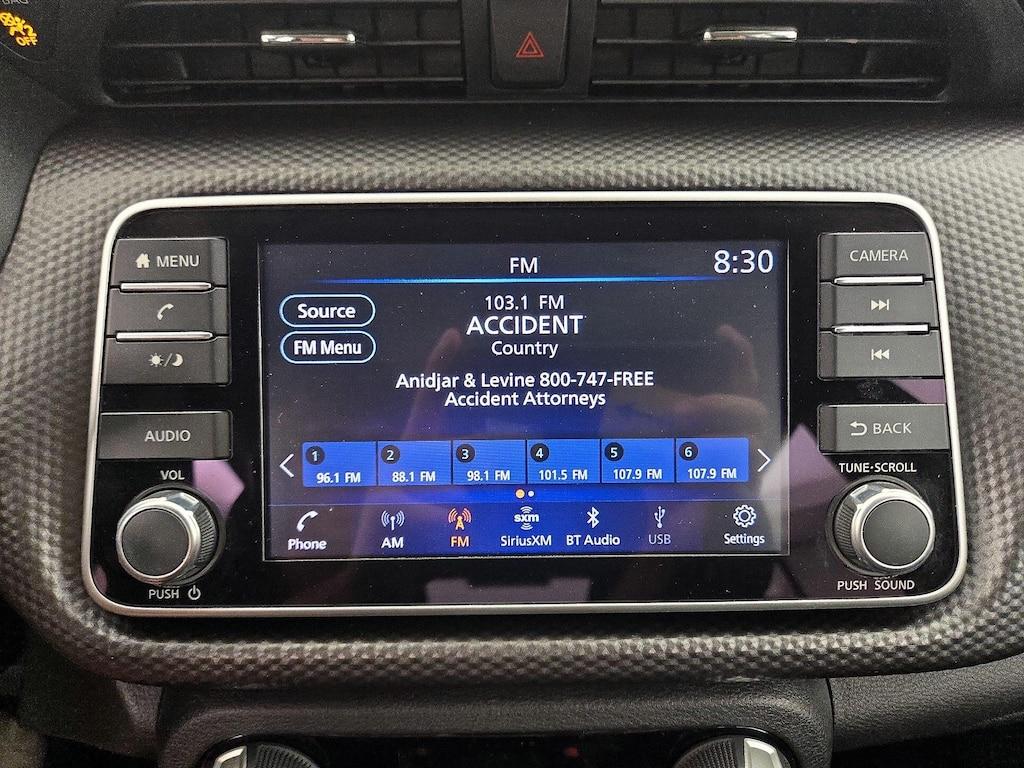 BAG
2
OFF
MENU
AUDIO
VOL
PUSH
FM
8:30
Source
FM Menu
103.1 FM
ACCIDENT
Country
Anidjar & Levine 800-747-FREE
Accident Attorneys
1
96.1 FM
2
88.1 FM
3
98.1 FM
4
101.5 FM
5
107.9 FM
6
107.9 FM
Phone
AM
FM
sxm
SiriusXM
BT Audio
USB
Settings
CAMERA
BACK
TUNE·SCROLL
PUSH SOUND